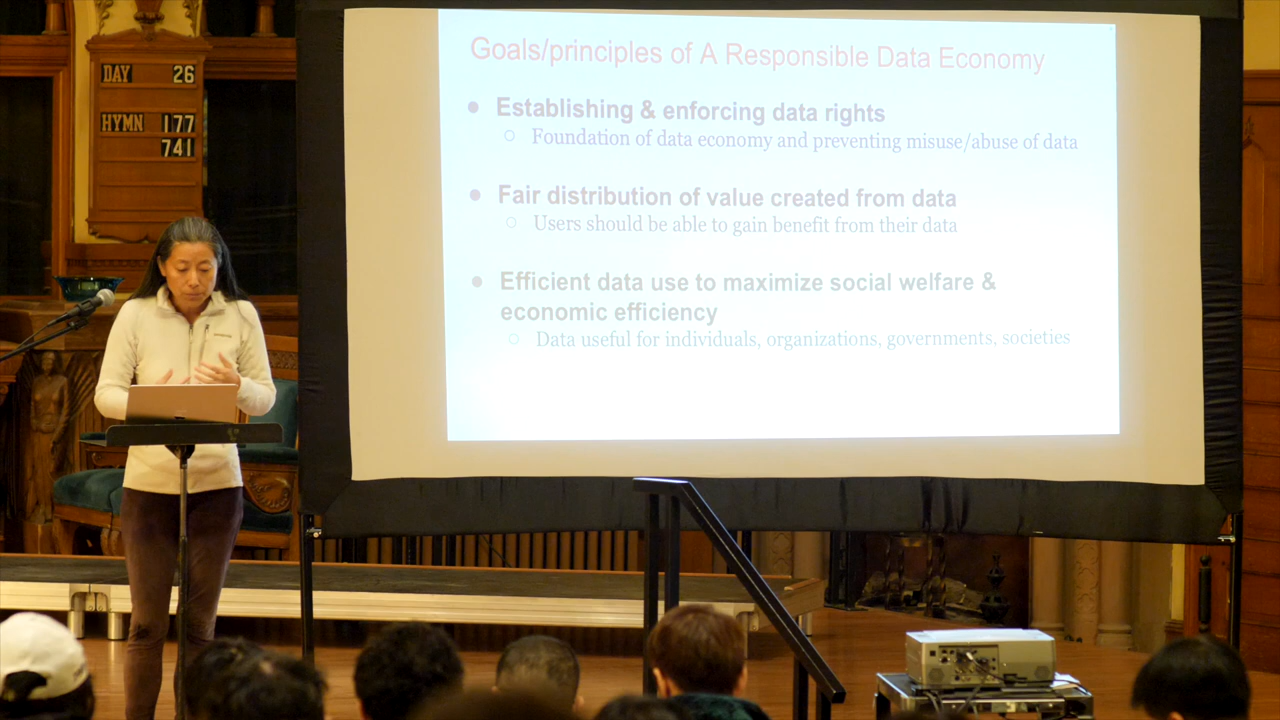 DAY 26
HYMN 177
741
Goals/principles of A Responsible Data Economy
● Establishing & enforcing data rights
○ Foundation of data economy and preventing misuse/abuse of data
● Fair distribution of value created from data
○ Users should be able to gain benefit from their data
● Efficient data use to maximize social welfare &
economic efficiency
○ Data useful for individuals, organizations, governments, societies